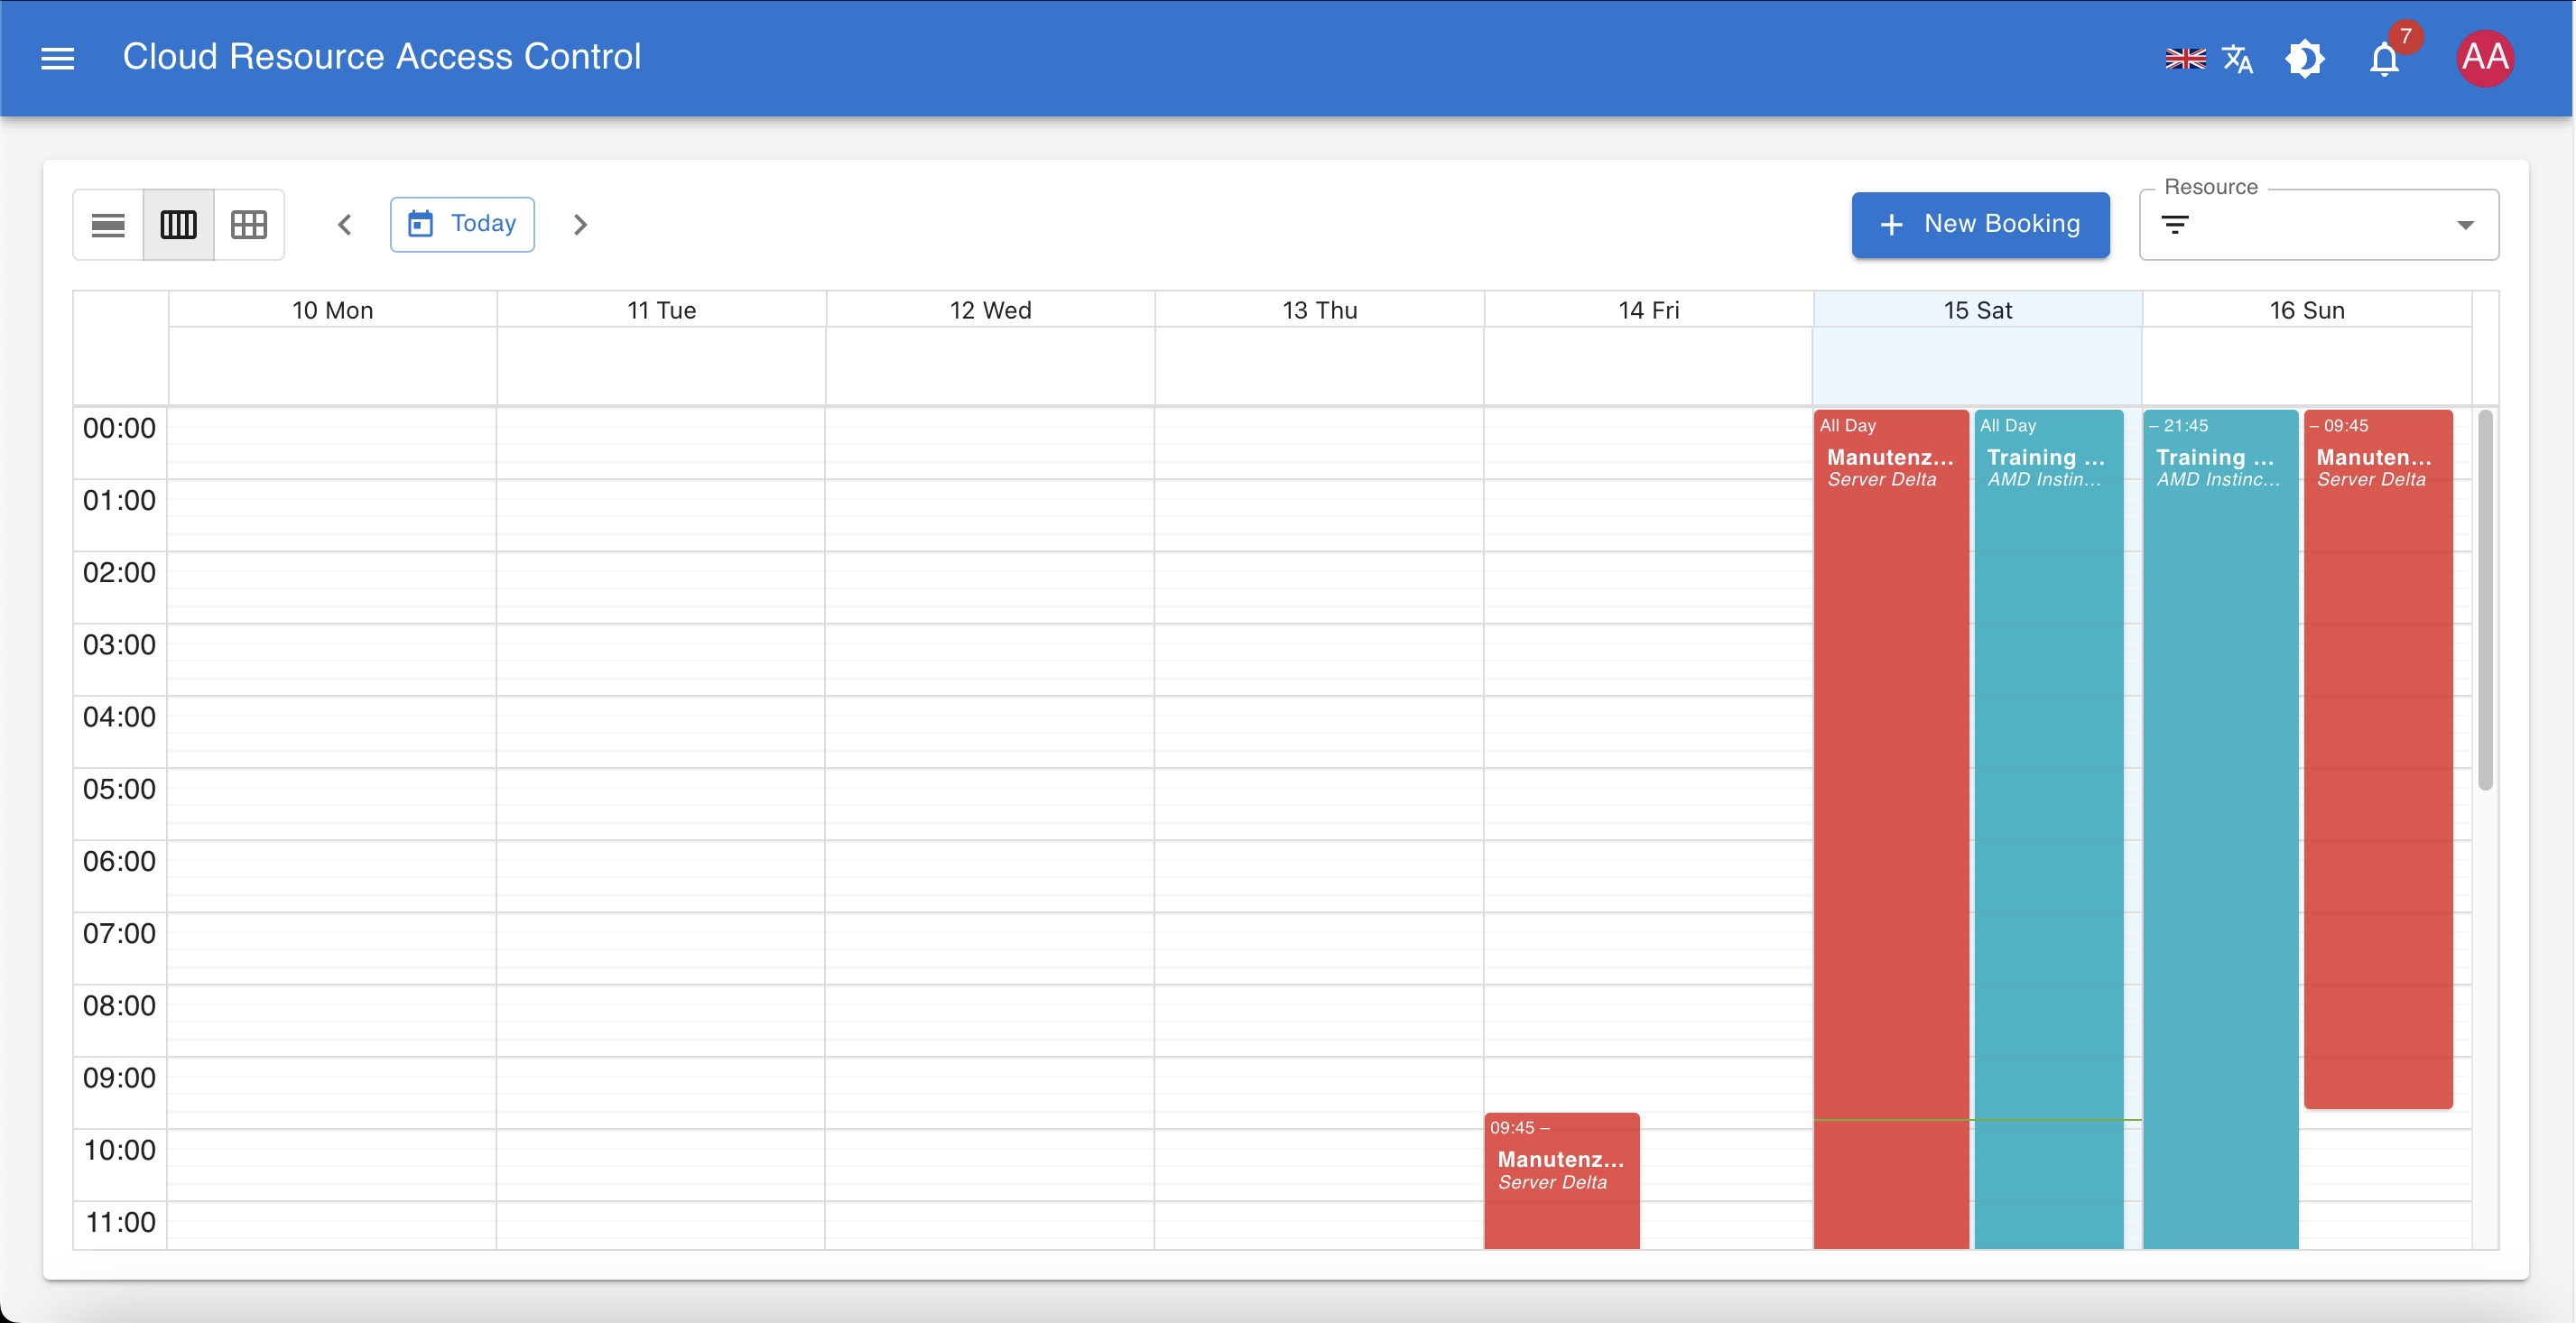 Cloud Resource Access Control
7
AA
Today
New Booking
Resource
10 Mon
11 Tue
12 Wed
13 Thu
14 Fri
15 Sat
16 Sun
00:00
01:00
02:00
03:00
04:00
05:00
06:00
07:00
08:00
09:00
10:00
11:00
09:45 –
Manutenz...
Server Delta
All Day
Manutenz...
Server Delta
All Day
Training ...
AMD Instin...
– 21:45
Training ...
AMD Instinc...
– 09:45
Manuten...
Server Delta